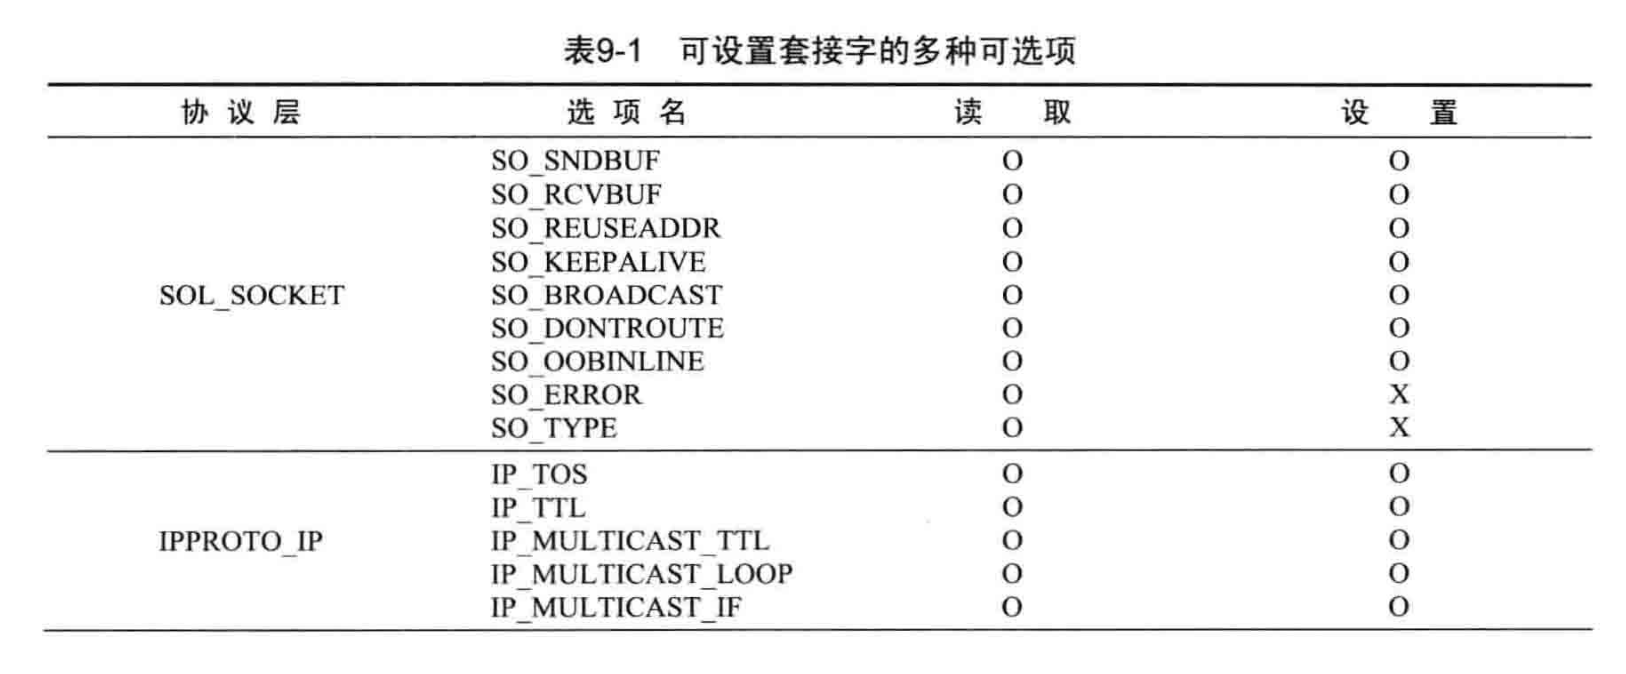 表9-1 可设置套接字的多种可选项
协议层 选项名 读取 设置
SO_SNDBUF O O
SO_RCVBUF O O
SO_REUSEADDR O O
SO_KEEPALIVE O O
SOL_SOCKET SO_BROADCAST O O
SO_DONTROUTE O O
SO_OOBINLINE O O
SO_ERROR O X
SO_TYPE O X
IP_TOS O O
IP_TTL O O
IPPROTO_IP IP_MULTICAST_TTL O O
IP_MULTICAST_LOOP O O
IP_MULTICAST_IF O O